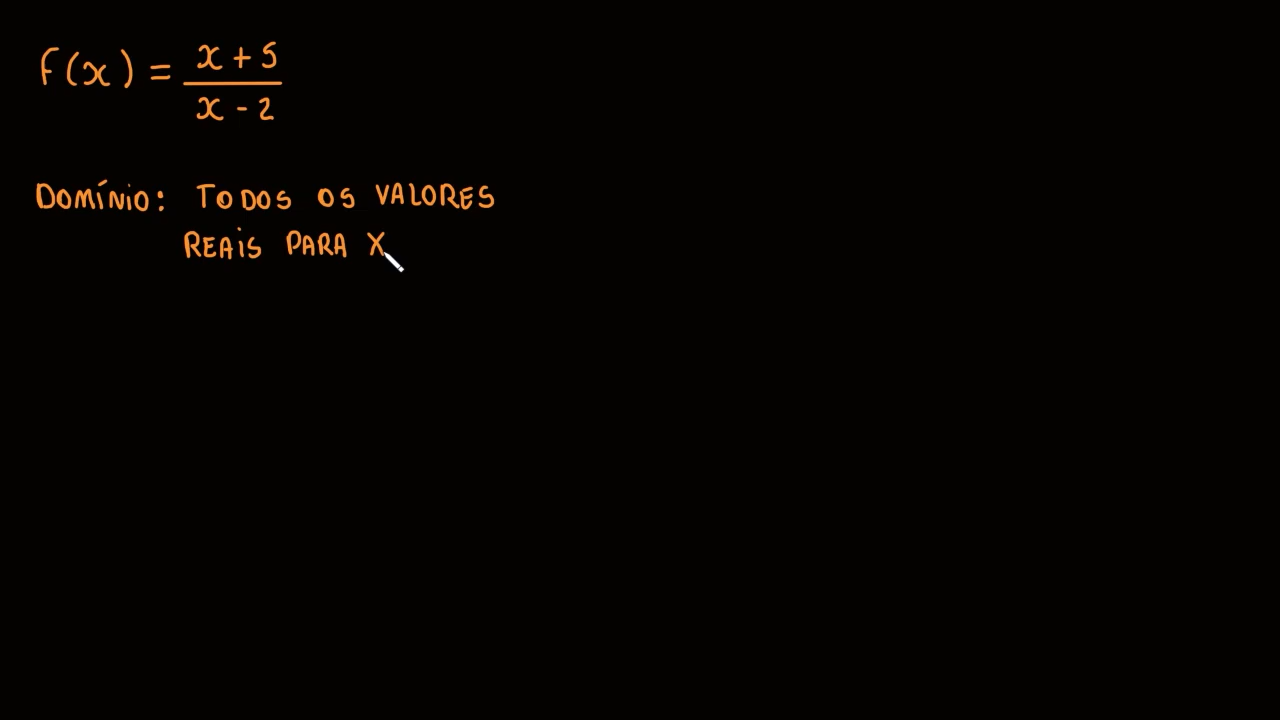 F(x) = x + 5
x - 2
DOMÍNIO: TODOS OS VALORES
REAIS PARA X